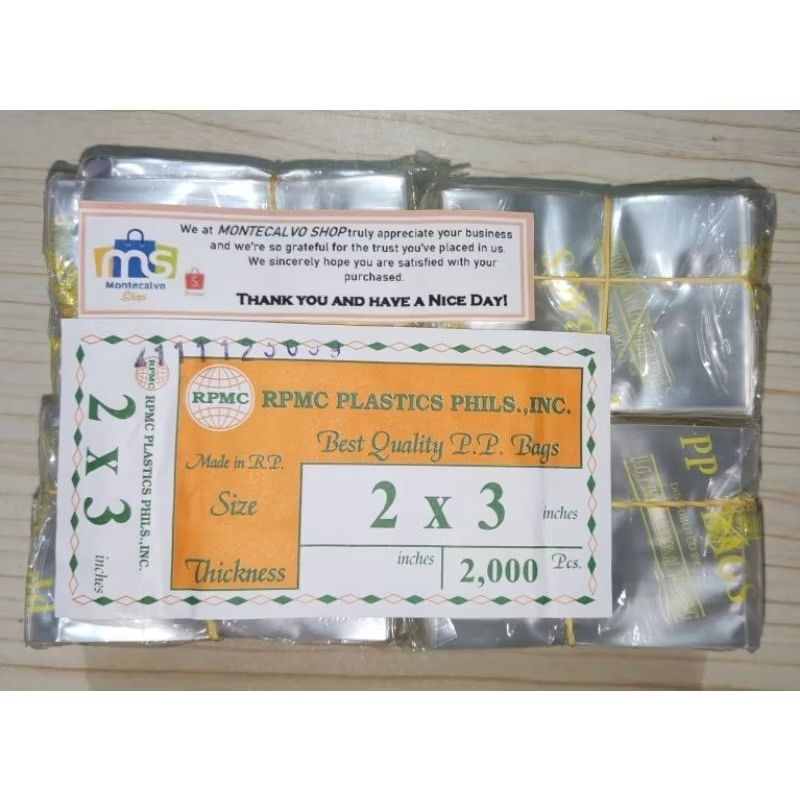 We at MONTECALVO SHOP truly appreciate your business
and we're so grateful for the trust you've placed in us.
We sincerely hope you are satisfied with your
purchased.
THANK YOU AND HAVE A NICE DAY!
ms
Montecalvo
Shop
RPMC
RPMC PLASTICS PHILS.,INC.
Best Quality P.P. Bags
Made in R.P.
Size
2 x 3
inches
Thickness
inches
2,000
Pcs.
RPMC
RPMC PLASTICS PHILS.,INC.
2 x 3
inches
PP